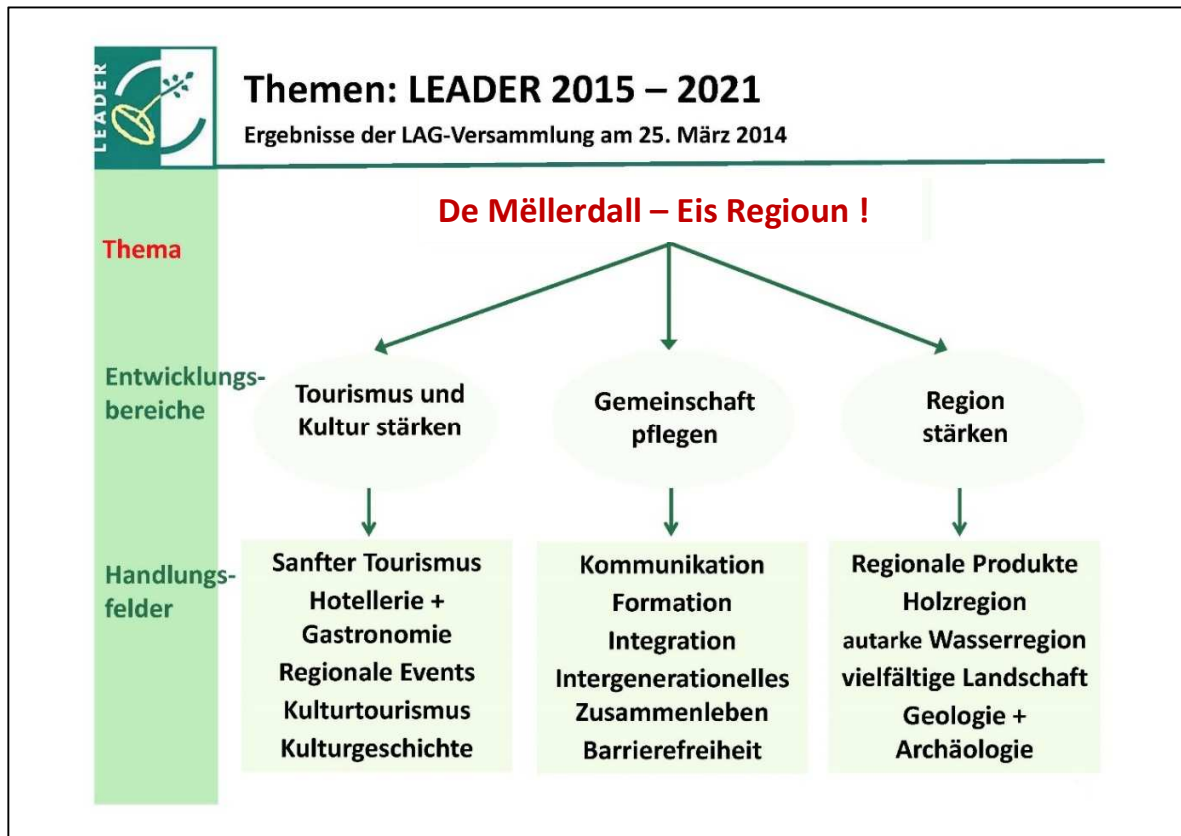 LEADER
Themen: LEADER 2015 – 2021
Ergebnisse der LAG-Versammlung am 25. März 2014
De Mëllerdall – Eis Regioun !
Thema
Entwicklungs-
bereiche
Tourismus und
Kultur stärken
Gemeinschaft
pflegen
Region
stärken
Handlungs-
felder
Sanfter Tourismus
Hotellerie +
Gastronomie
Regionale Events
Kulturtourismus
Kulturgeschichte
Kommunikation
Formation
Integration
Intergenerationelles
Zusammenleben
Barrierefreiheit
Regionale Produkte
Holzregion
autarke Wasserregion
vielfältige Landschaft
Geologie +
Archäologie